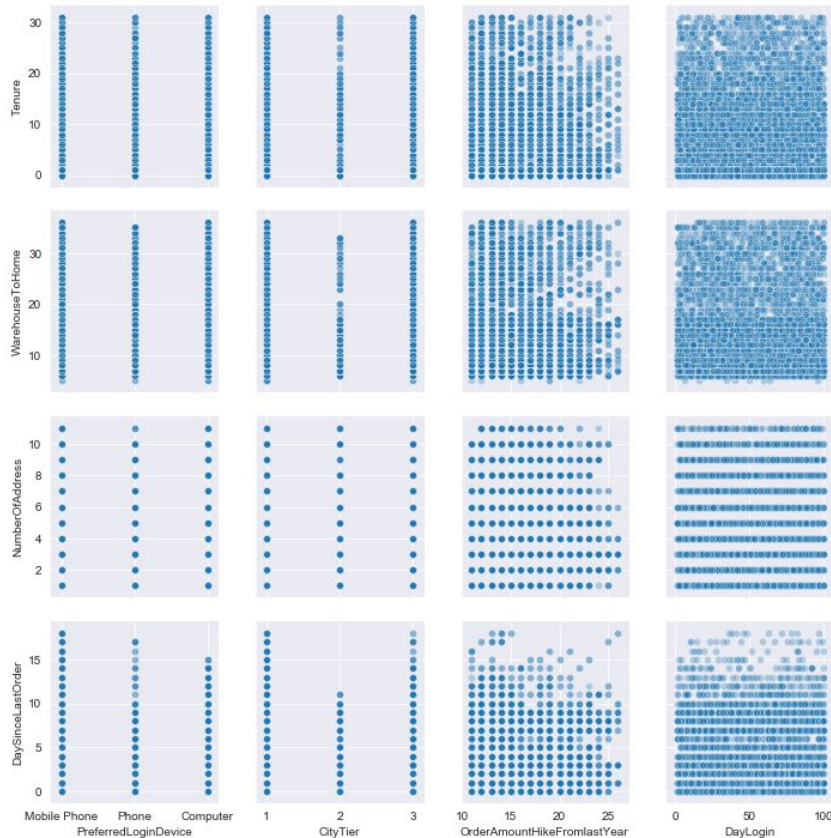 Tenure
30
20
10
0
WarehouseToHome
30
20
10
NumberOfAddress
10
8
6
4
2
DaySinceLastOrder
15
10
5
0
Mobile Phone Phone Computer
PreferredLoginDevice
1 2 3
CityTier
10 15 20 25
OrderAmountHikeFromlastYear
0 50 100
DayLogin